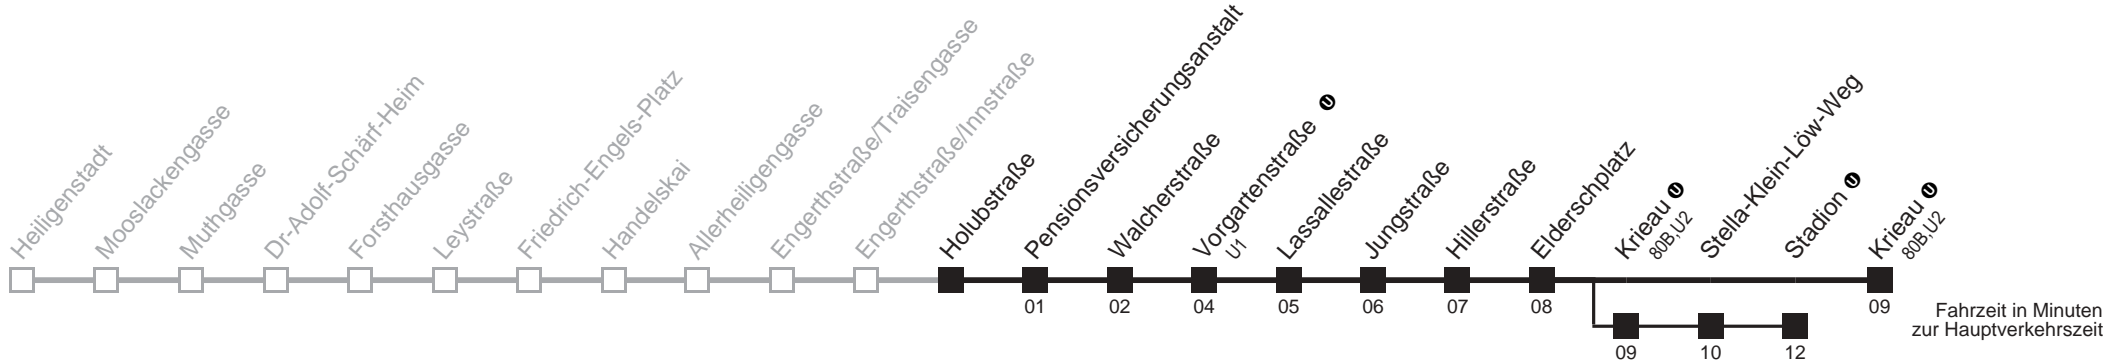 Heiligenstadt
Mooslackengasse
Muthgasse
Dr-Adolf-Schärf-Heim
Forsthausgasse
Leystraße
Friedrich-Engels-Platz
Handelskai
Allerheiligengasse
Engerthstraße/Traisengasse
Engerthstraße/Innstraße
Holubstraße
Pensionsversicherungsanstalt
Walcherstraße
Vorgartenstraße U
U1
Lassallestraße
Jungstraße
Hillerstraße
Elderschplatz
Krieau U
80B,U2
Stella-Klein-Löw-Weg
Stadion U
Krieau U
80B,U2
01 02 04 05 06 07 08 09
09 10 12
Fahrzeit in Minuten
zur Hauptverkehrszeit